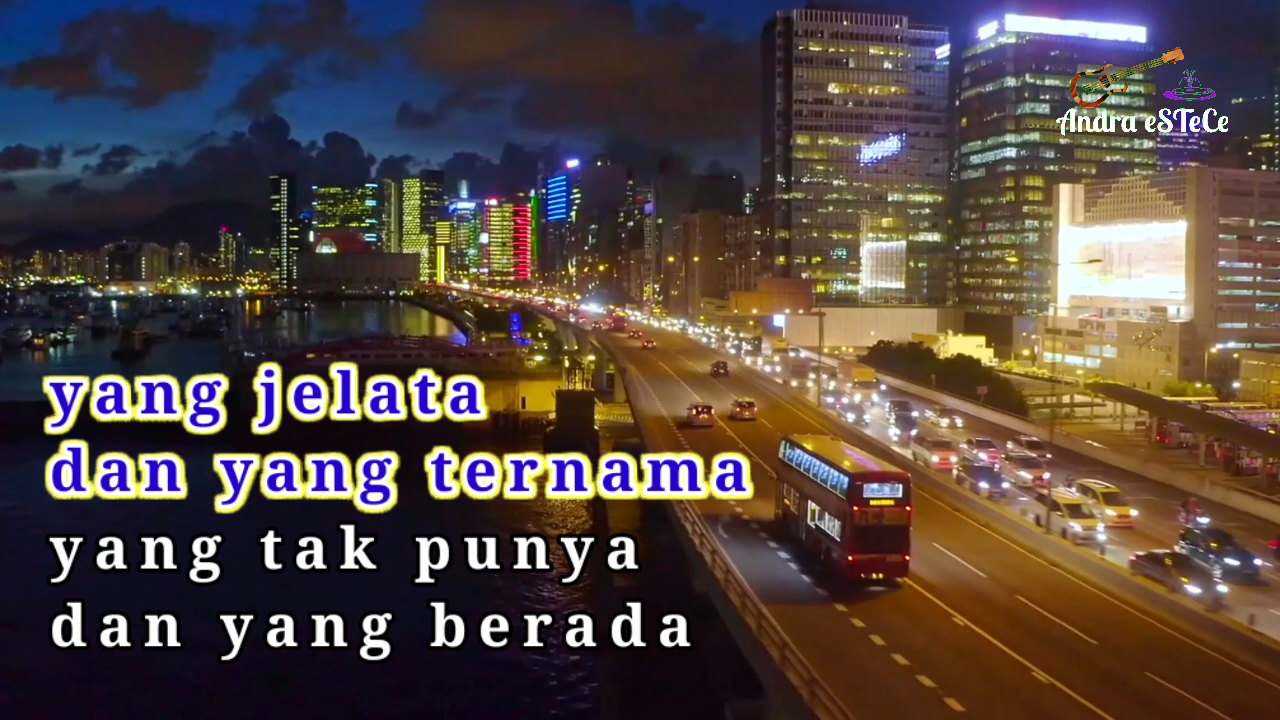 Andra eSTeCe
yang jelata
dan yang ternama
yang tak punya
dan yang berada